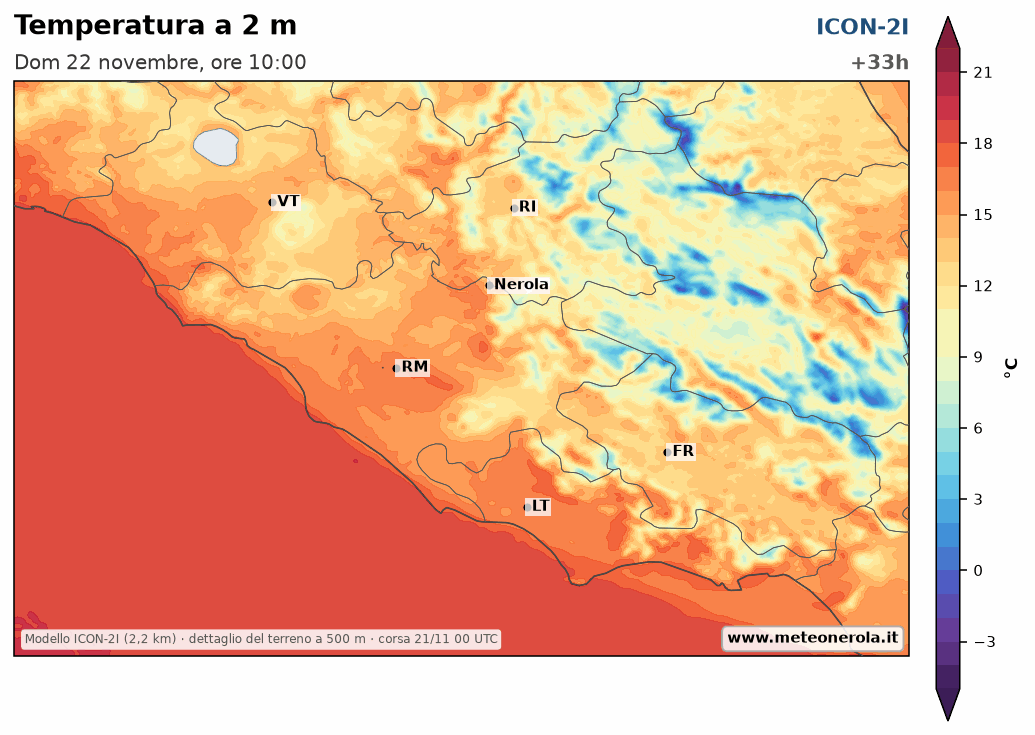 Temperatura a 2 m
ICON-2I
Dom 22 novembre, ore 10:00
+33h
VT
RI
Nerola
RM
FR
LT
Modello ICON-2I (2,2 km) · dettaglio del terreno a 500 m · corsa 21/11 00 UTC
www.meteonerola.it
21
18
15
12
9
6
3
0
−3
°C